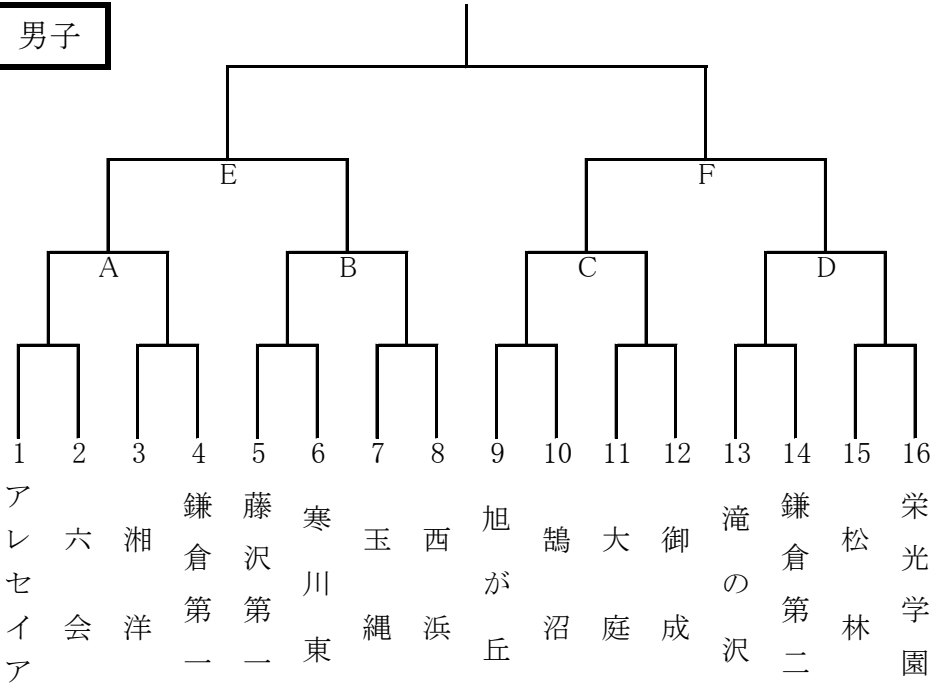 男子
E
F
A
B
C
D
1 2 3 4 5 6 7 8 9 10 11 12 13 14 15 16
アレセイア
六会
湘洋
鎌倉第一
藤沢第一
寒川東
玉縄
西浜
旭が丘
鵠沼
大庭
御成
滝の沢
鎌倉第二
松林
栄光学園